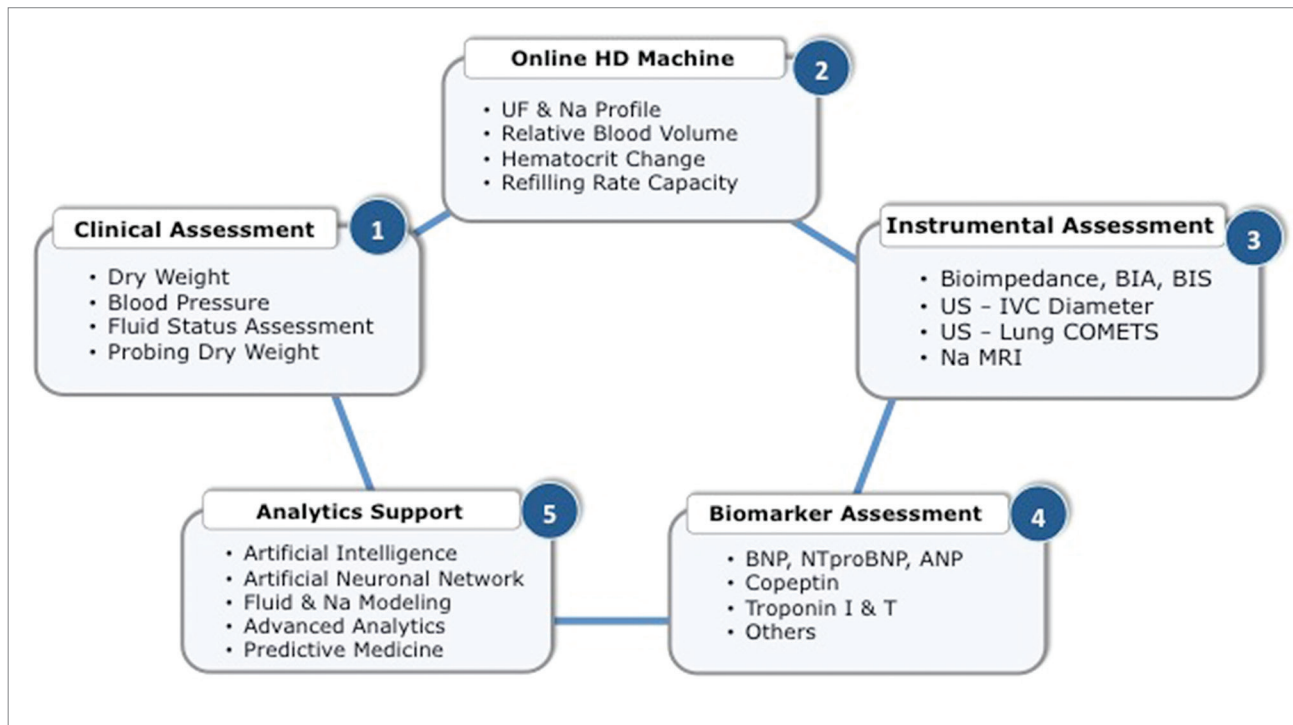 Clinical Assessment
1
• Dry Weight
• Blood Pressure
• Fluid Status Assessment
• Probing Dry Weight
Online HD Machine
2
• UF & Na Profile
• Relative Blood Volume
• Hematocrit Change
• Refilling Rate Capacity
Instrumental Assessment
3
• Bioimpedance, BIA, BIS
• US – IVC Diameter
• US – Lung COMETS
• Na MRI
Biomarker Assessment
4
• BNP, NTproBNP, ANP
• Copeptin
• Troponin I & T
• Others
Analytics Support
5
• Artificial Intelligence
• Artificial Neuronal Network
• Fluid & Na Modeling
• Advanced Analytics
• Predictive Medicine